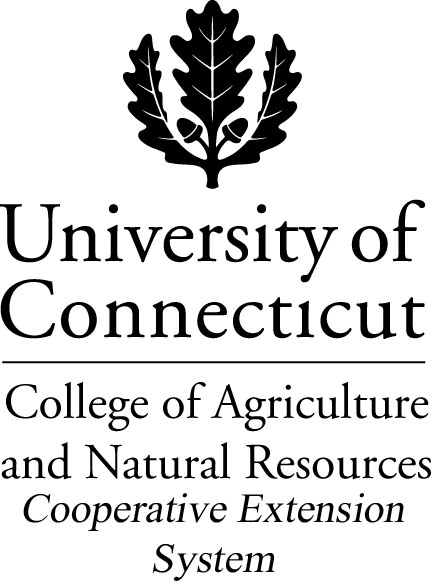 University of
Connecticut
College of Agriculture
and Natural Resources
Cooperative Extension
System